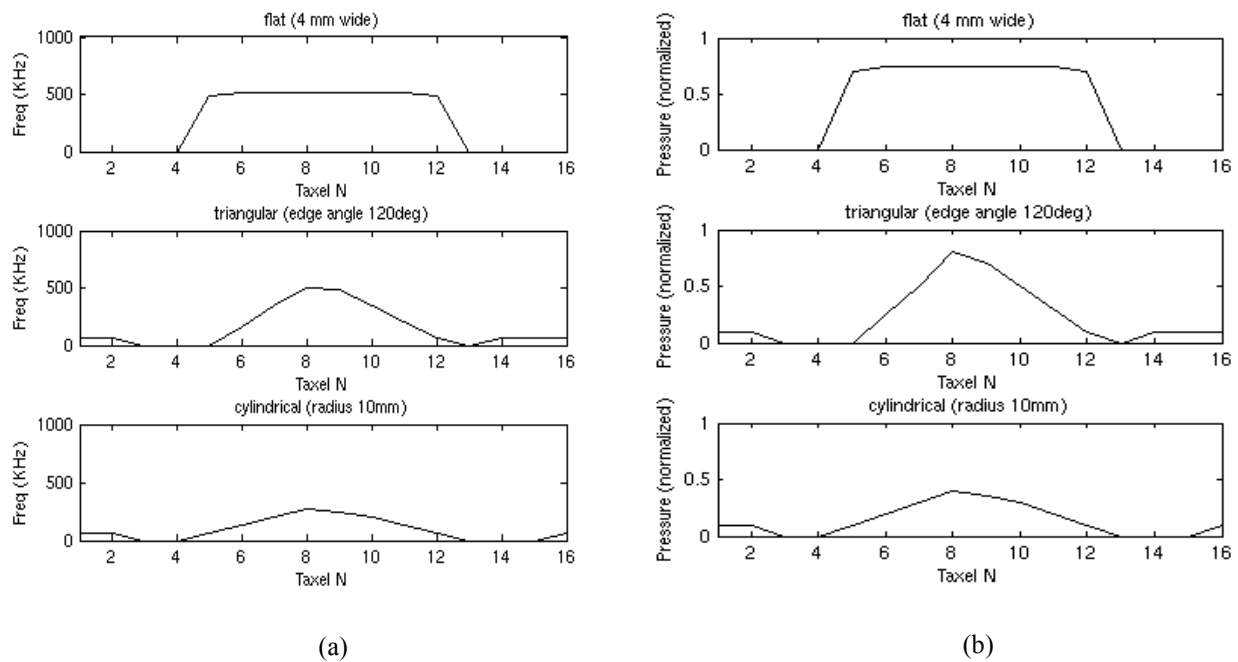 flat (4 mm wide)
1000
500
0
Freq (KHz)
2 4 6 8 10 12 14 16
Taxel N
triangular (edge angle 120deg)
1000
500
0
Freq (KHz)
2 4 6 8 10 12 14 16
Taxel N
cylindrical (radius 10mm)
1000
500
0
Freq (KHz)
2 4 6 8 10 12 14 16
Taxel N
(a)
flat (4 mm wide)
1
0.5
0
Pressure (normalized)
2 4 6 8 10 12 14 16
Taxel N
triangular (edge angle 120deg)
1
0.5
0
Pressure (normalized)
2 4 6 8 10 12 14 16
Taxel N
cylindrical (radius 10mm)
1
0.5
0
Pressure (normalized)
2 4 6 8 10 12 14 16
Taxel N
(b)